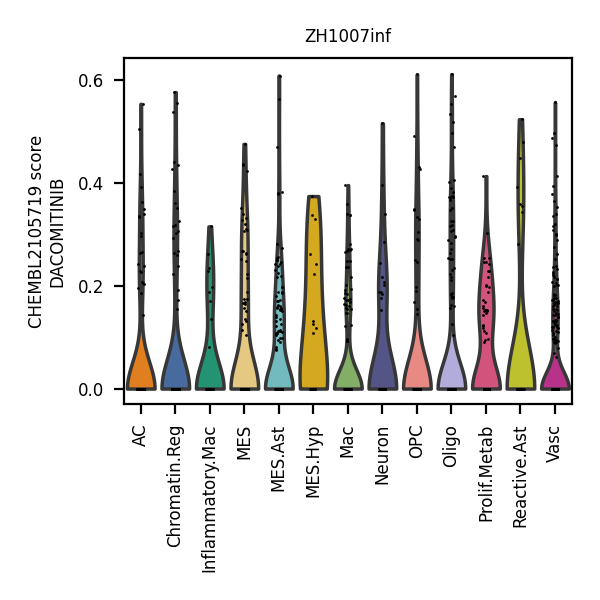 ZH1007inf
CHEMBL2105719 score
DACOMITINIB
0.6
0.4
0.2
0.0
AC
Chromatin.Reg
Inflammatory.Mac
MES
MES.Ast
MES.Hyp
Mac
Neuron
OPC
Oligo
Prolif.Metab
Reactive.Ast
Vasc